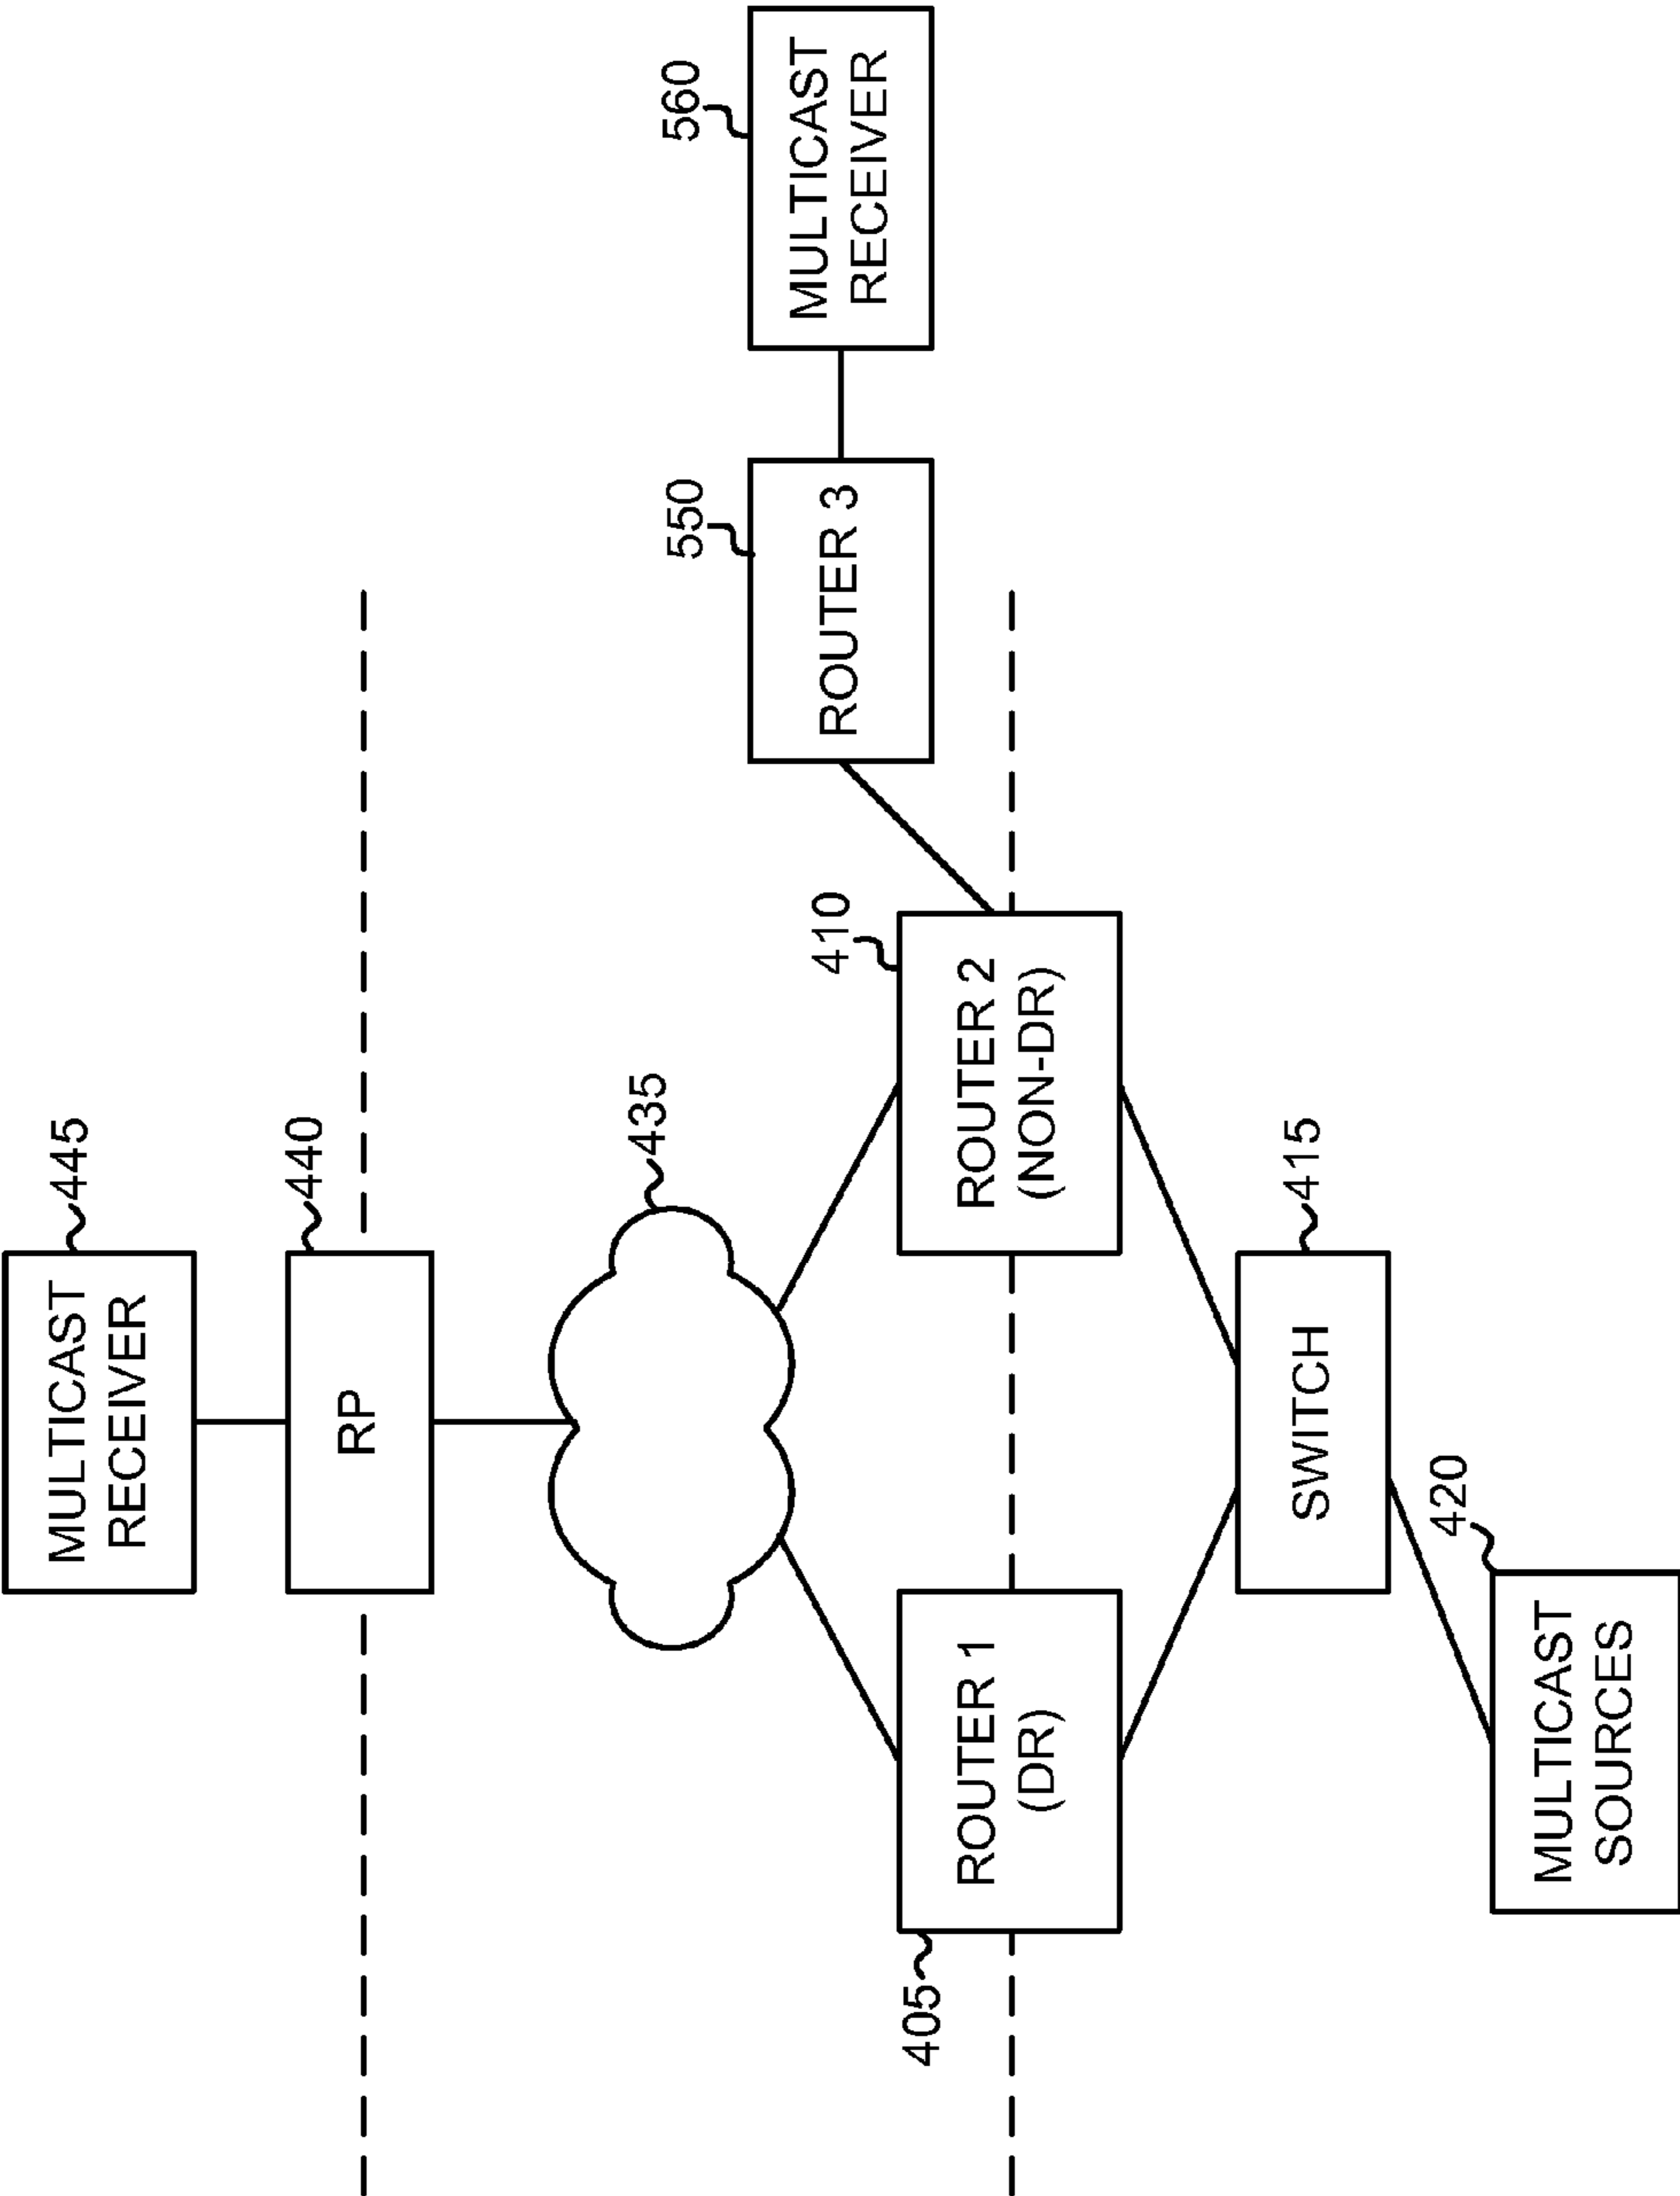 445
MULTICAST
RECEIVER
440
RP
435
405
ROUTER 1
(DR)
410
ROUTER 2
(NON-DR)
550
ROUTER 3
560
MULTICAST
RECEIVER
415
SWITCH
420
MULTICAST
SOURCES